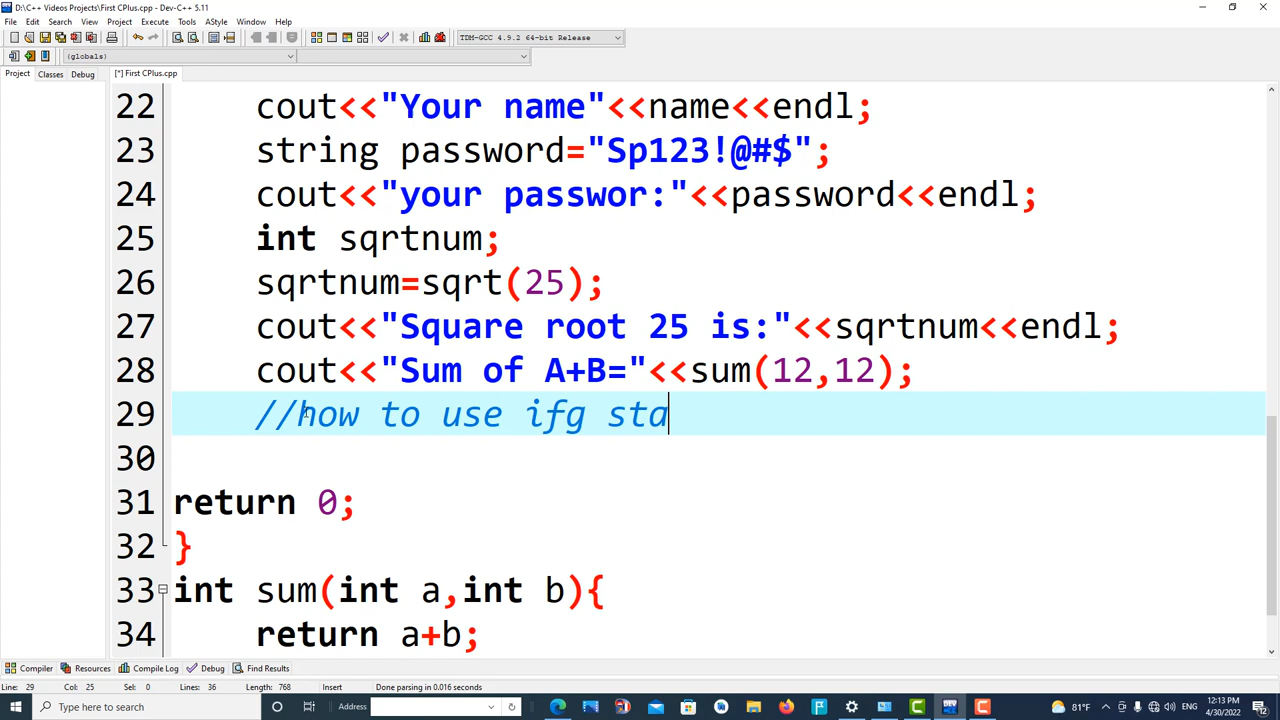 D:\C++ Videos Projects\First CPlus.cpp - Dev-C++ 5.11
File Edit Search View Project Execute Tools AStyle Window Help
TDM-GCC 4.9.2 64-bit Release
(globals)
Project Classes Debug [*] First CPlus.cpp
22 cout<<"Your name"<<name<<endl;
23 string password="Sp123!@#$";
24 cout<<"your passwor:"<<password<<endl;
25 int sqrtnum;
26 sqrtnum=sqrt(25);
27 cout<<"Square root 25 is:"<<sqrtnum<<endl;
28 cout<<"Sum of A+B="<<sum(12,12);
29 //how to use ifg sta
30
31 return 0;
32 }
33 int sum(int a,int b){
34 return a+b;
Compiler Resources Compile Log Debug Find Results
Line: 29 Col: 25 Sel: 0 Lines: 36 Length: 768 Insert Done parsing in 0.016 seconds
Type here to search Address DEV 81°F ENG 12:13 PM
4/30/2022